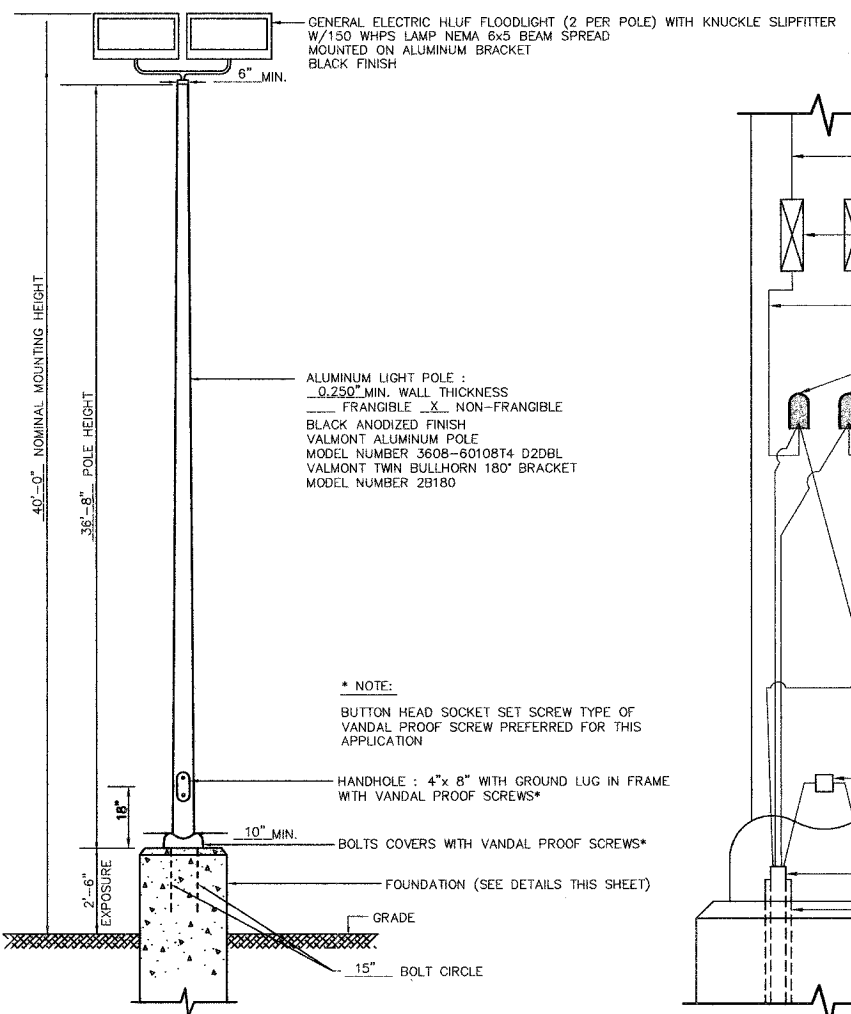 GENERAL ELECTRIC HLUF FLOODLIGHT (2 PER POLE) WITH KNUCKLE SLIPFITTER
W/150 WHPS LAMP NEMA 6x5 BEAM SPREAD
MOUNTED ON ALUMINUM BRACKET
BLACK FINISH
6" MIN.
40'-0" NOMINAL MOUNTING HEIGHT
36'-8" POLE HEIGHT
ALUMINUM LIGHT POLE :
0.250" MIN. WALL THICKNESS
___ FRANGIBLE _X_ NON-FRANGIBLE
BLACK ANODIZED FINISH
VALMONT ALUMINUM POLE
MODEL NUMBER 3608-60108T4 D2DBL
VALMONT TWIN BULLHORN 180° BRACKET
MODEL NUMBER 2B180
* NOTE:
BUTTON HEAD SOCKET SET SCREW TYPE OF
VANDAL PROOF SCREW PREFERRED FOR THIS
APPLICATION
HANDHOLE : 4"x 8" WITH GROUND LUG IN FRAME
WITH VANDAL PROOF SCREWS*
18"
10" MIN.
BOLTS COVERS WITH VANDAL PROOF SCREWS*
2'-6"
EXPOSURE
FOUNDATION (SEE DETAILS THIS SHEET)
GRADE
15" BOLT CIRCLE